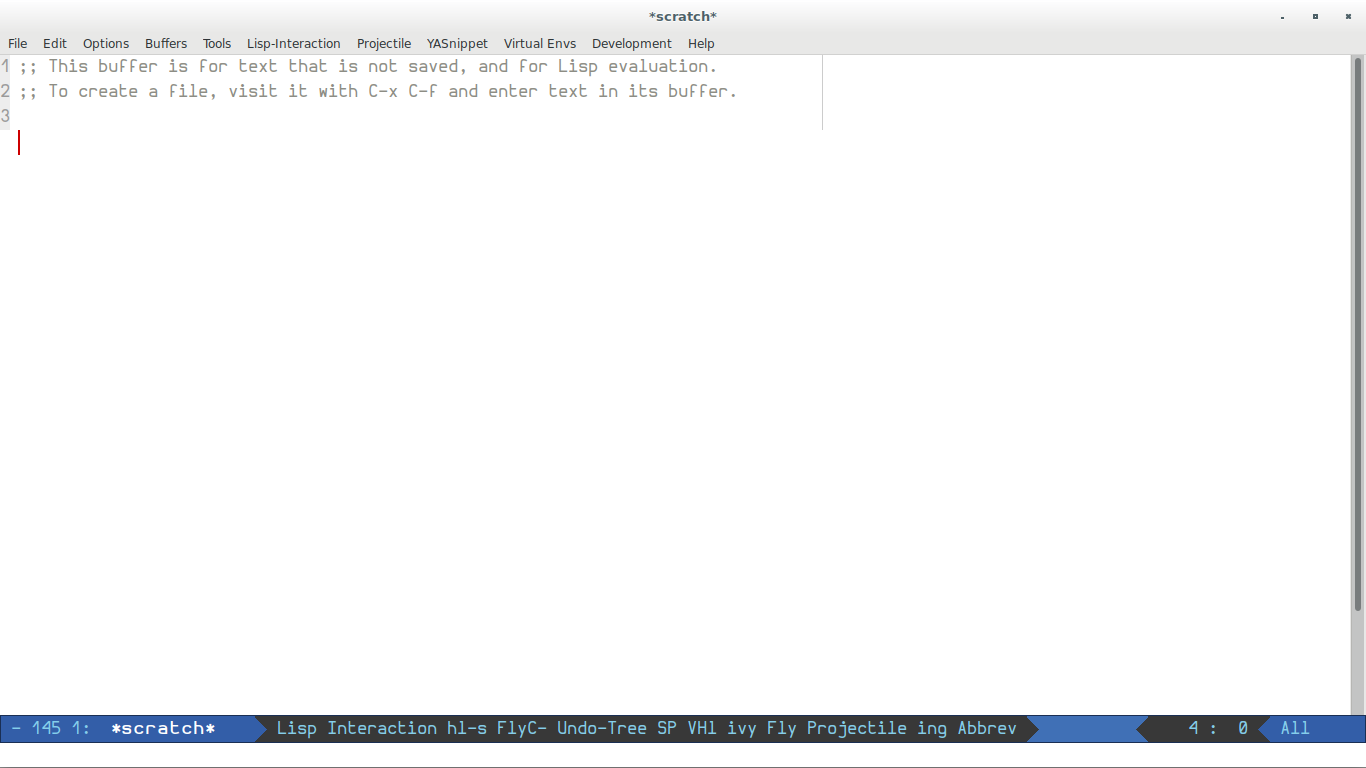 *scratch*
File Edit Options Buffers Tools Lisp-Interaction Projectile YASnippet Virtual Envs Development Help
1 ;; This buffer is for text that is not saved, and for Lisp evaluation.
2 ;; To create a file, visit it with C-x C-f and enter text in its buffer.
3
- 145 1: *scratch* Lisp Interaction hl-s FlyC- Undo-Tree SP VHl ivy Fly Projectile ing Abbrev 4 : 0 All